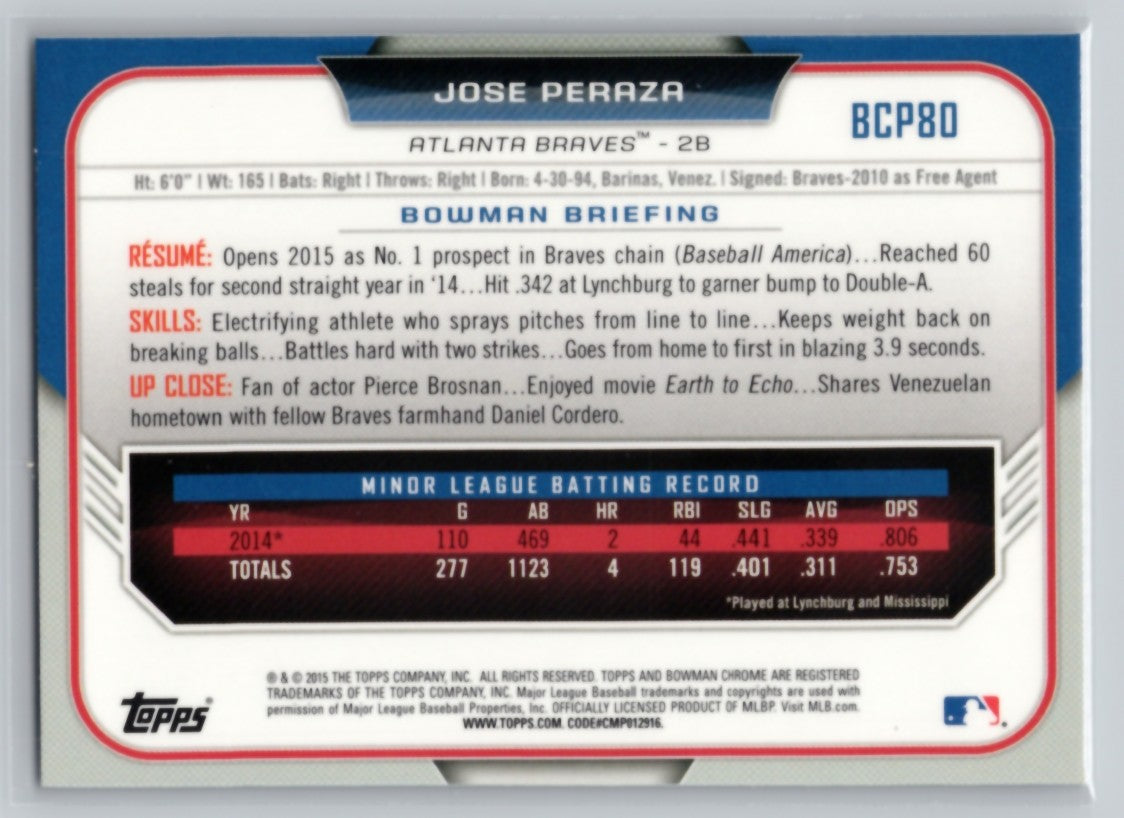 JOSE PERAZA
BCP80
ATLANTA BRAVES™ - 2B
Ht: 6'0" | Wt: 165 | Bats: Right | Throws: Right | Born: 4-30-94, Barinas, Venez. | Signed: Braves-2010 as Free Agent
BOWMAN BRIEFING
RÉSUMÉ: Opens 2015 as No. 1 prospect in Braves chain (Baseball America)...Reached 60
steals for second straight year in '14...Hit .342 at Lynchburg to garner bump to Double-A.
SKILLS: Electrifying athlete who sprays pitches from line to line...Keeps weight back on
breaking balls...Battles hard with two strikes...Goes from home to first in blazing 3.9 seconds.
UP CLOSE: Fan of actor Pierce Brosnan...Enjoyed movie Earth to Echo...Shares Venezuelan
hometown with fellow Braves farmhand Daniel Cordero.
MINOR LEAGUE BATTING RECORD
YR G AB HR RBI SLG AVG OPS
2014* 110 469 2 44 .441 .339 .806
TOTALS 277 1123 4 119 .401 .311 .753
*Played at Lynchburg and Mississippi
® & © 2015 THE TOPPS COMPANY, INC. ALL RIGHTS RESERVED. TOPPS AND BOWMAN CHROME ARE REGISTERED
TRADEMARKS OF THE TOPPS COMPANY, INC. Major League Baseball trademarks and copyrights are used with
permission of Major League Baseball Properties, Inc. OFFICIALLY LICENSED PRODUCT OF MLBP. Visit MLB.com.
WWW.TOPPS.COM. CODE#CMP012916.
Topps®